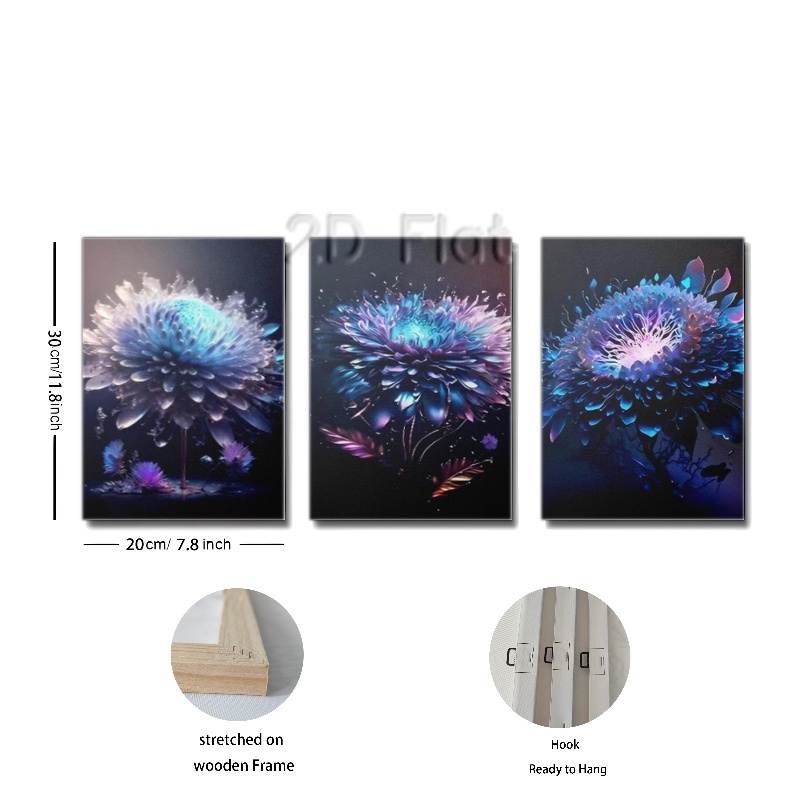 2D Flat
30cm/11.8inch
20cm/ 7.8 inch
stretched on
wooden Frame
Hook
Ready to Hang